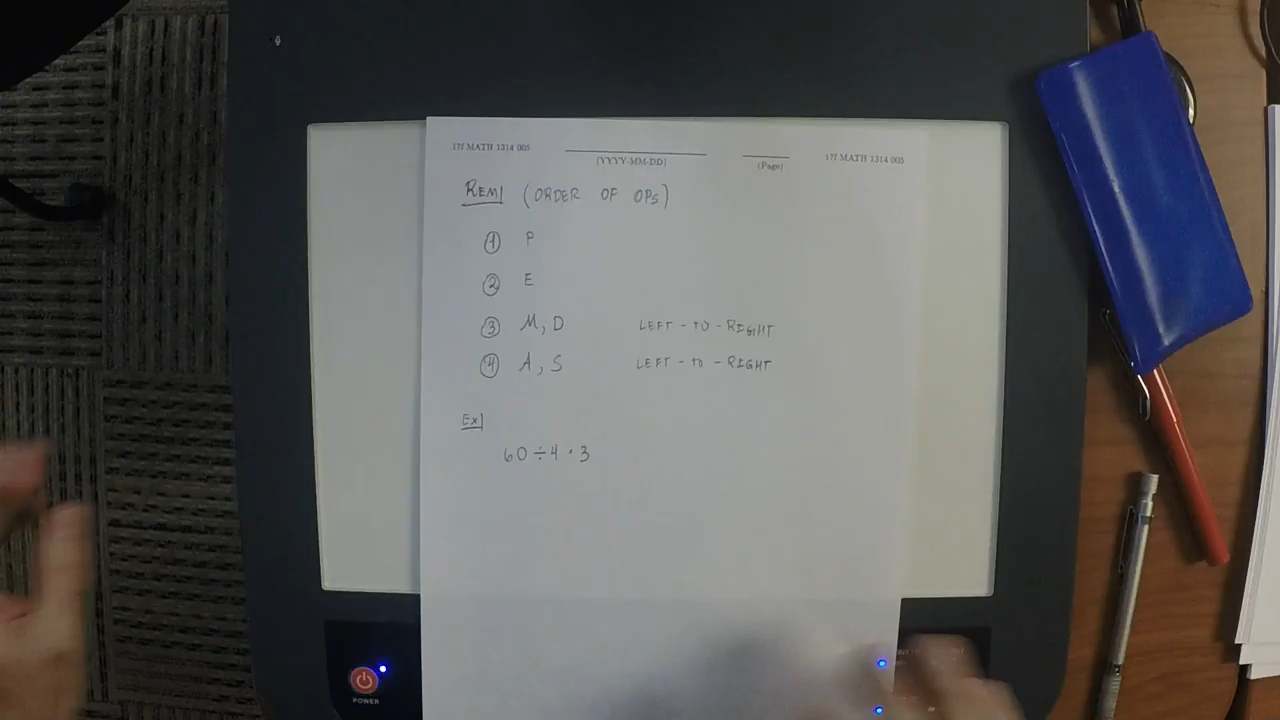 17f MATH 1314 005
(YYYY-MM-DD)
(Page)
17f MATH 1314 005
REM (ORDER OF OPS)
① P
② E
③ M, D LEFT-TO-RIGHT
④ A, S LEFT-TO-RIGHT
Ex
60 ÷ 4 · 3
POWER